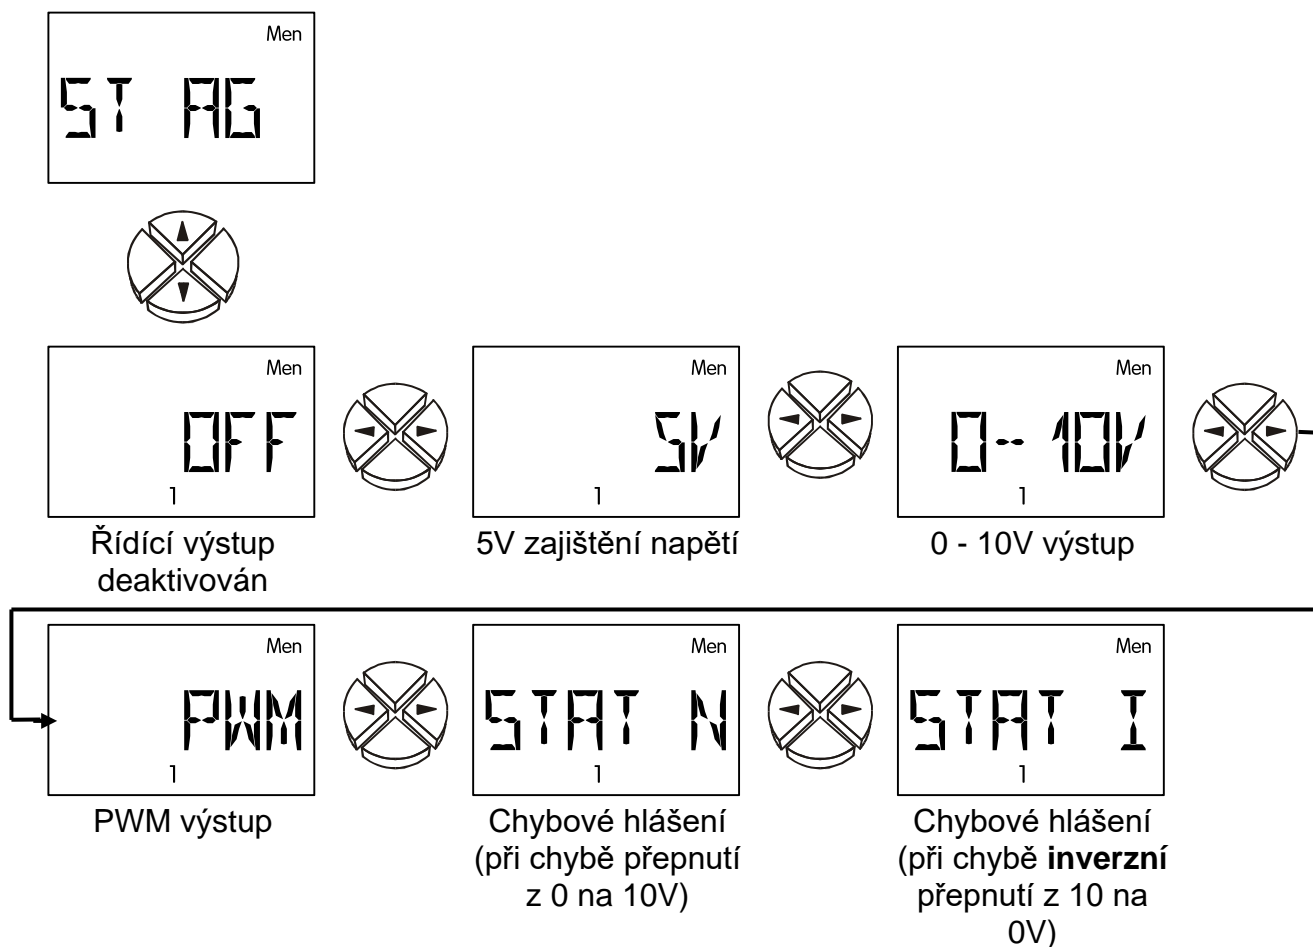 Men
ST AG
Men
OFF
1
Men
5V
1
Men
0--10V
1
Řídící výstup
deaktivován
5V zajištění napětí
0 - 10V výstup
Men
PWM
1
Men
STAT N
1
Men
STAT I
1
PWM výstup
Chybové hlášení
(při chybě přepnutí
z 0 na 10V)
Chybové hlášení
(při chybě inverzní
přepnutí z 10 na
0V)